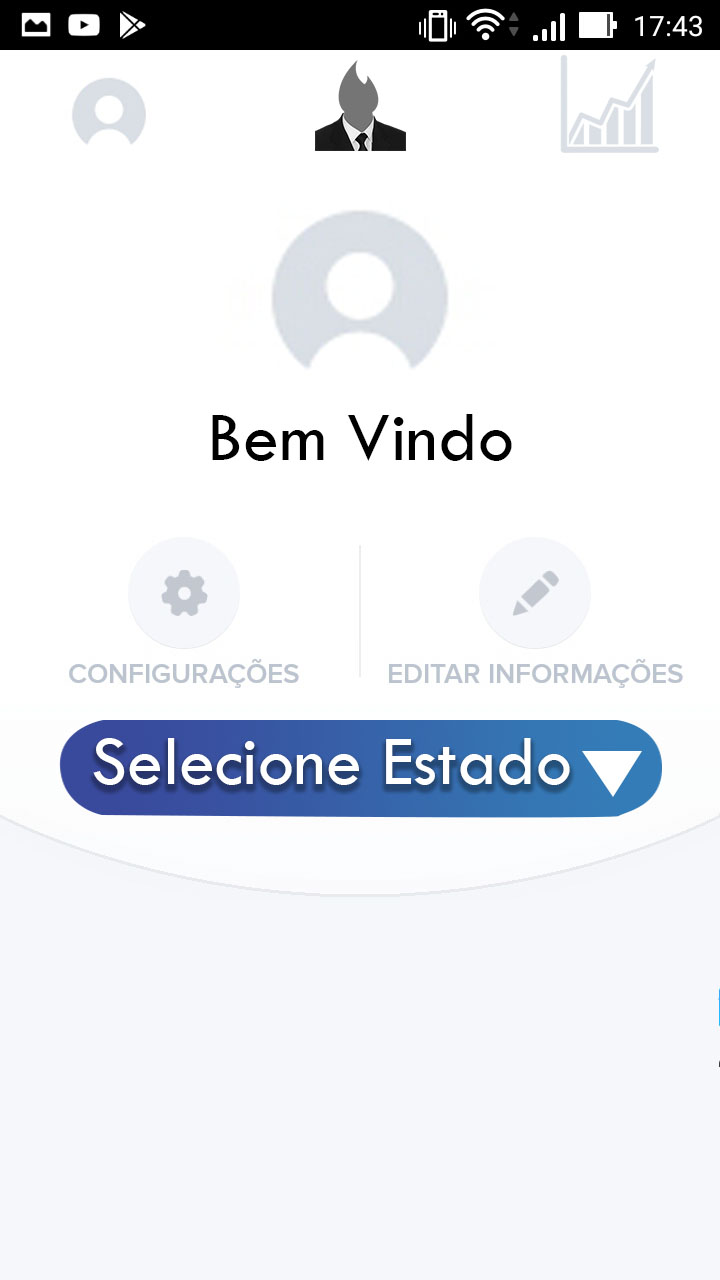 17:43
Bem Vindo
CONFIGURAÇÕES
EDITAR INFORMAÇÕES
Selecione Estado